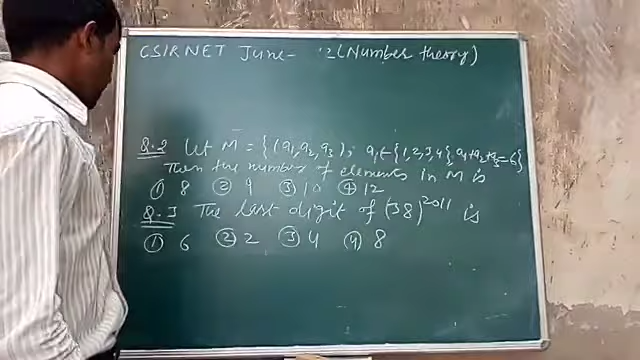 CSIRNET June- '2 (Number theory)
Q.2 Let M = {(a1, a2, a3), ai ∈ {1,2,3,4}, a1+a2+a3=6}
Then the number of elements in M is
① 8 ② 9 ③ 10 ④ 12
Q.3 The last digit of (38)^2011 is
① 6 ② 2 ③ 4 ④ 8